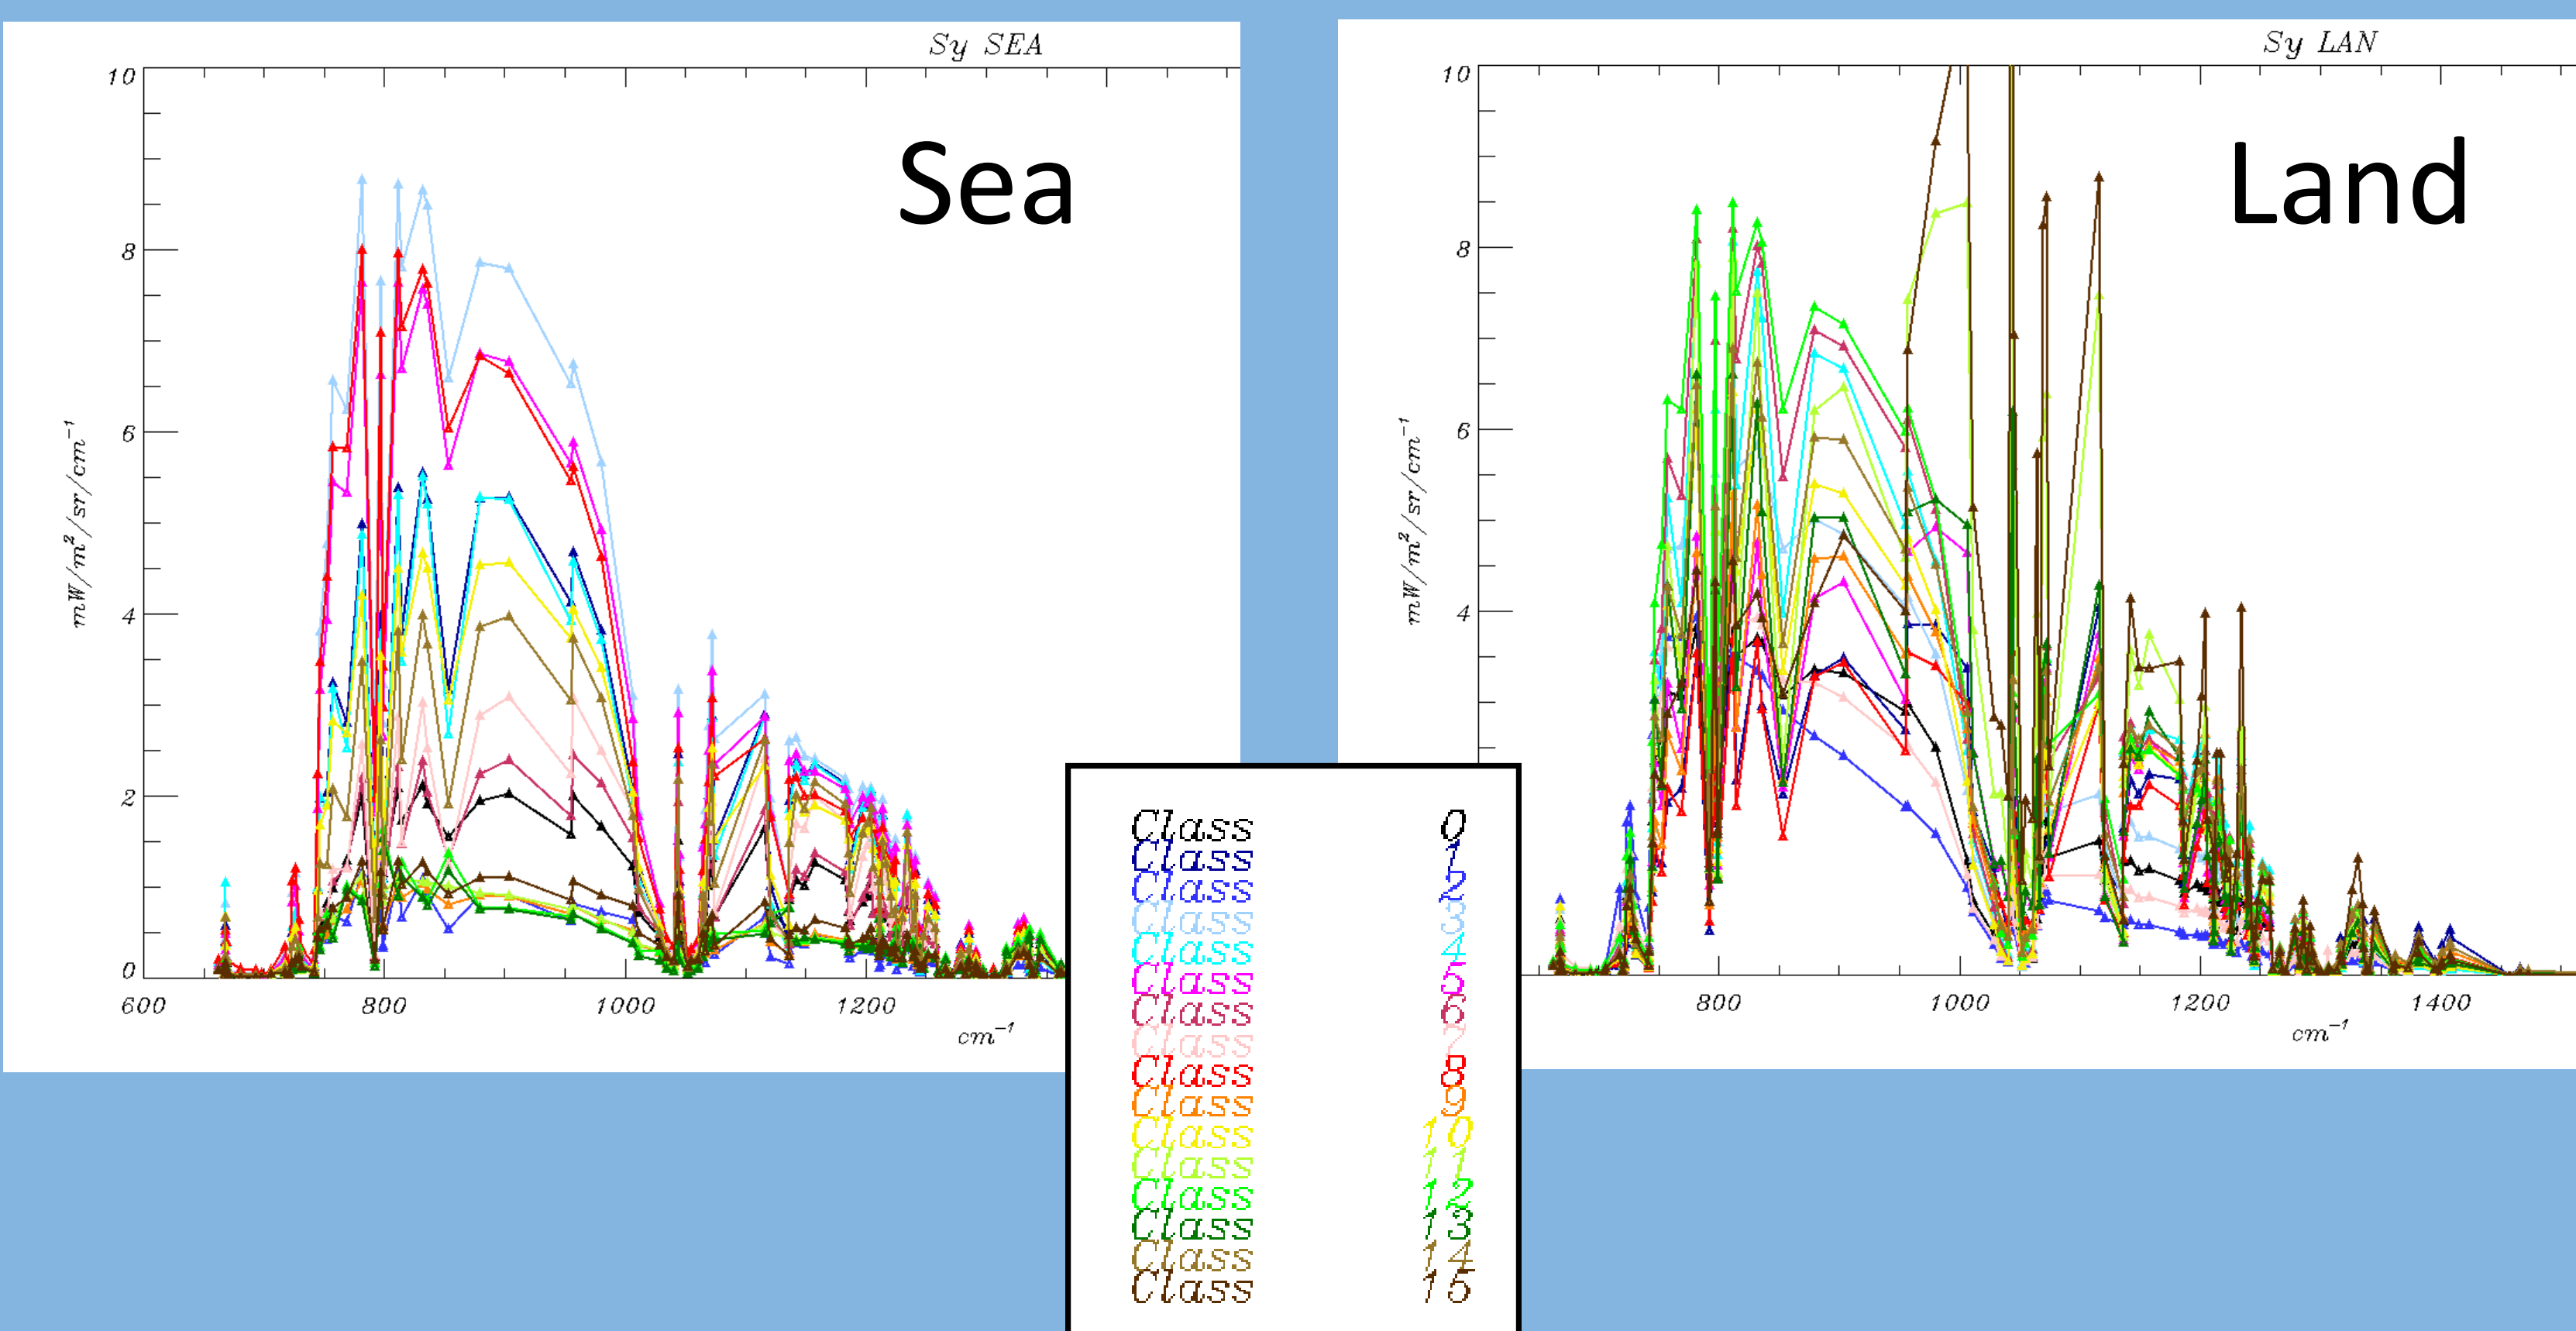 Sy SEA
Sea
10
8
6
4
2
0
mW/m²/sr/cm⁻¹
600 800 1000 1200
cm⁻¹
Sy LAN
Land
10
8
6
4
mW/m²/sr/cm⁻¹
800 1000 1200 1400
cm⁻¹
Class 0
Class 1
Class 2
Class 3
Class 4
Class 5
Class 6
Class 7
Class 8
Class 9
Class 10
Class 11
Class 12
Class 13
Class 14
Class 15